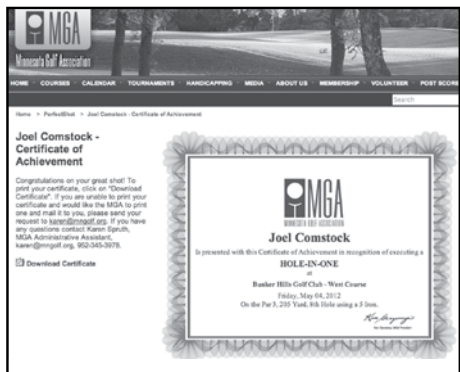 MGA
Minnesota Golf Association
HOME COURSES CALENDAR TOURNAMENTS HANDICAPPING MEDIA ABOUT US MEMBERSHIP VOLUNTEER POST SCORE
Search
Home > PerfectShot > Joel Comstock - Certificate of Achievement
Joel Comstock -
Certificate of
Achievement
Congratulations on your great shot! To
print your certificate, click on "Download
Certificate". If you are unable to print your
certificate and would like the MGA to print
one and mail it to you, please send your
request to karen@mngolf.org. If you have
any questions contact Karen Spruth,
MGA Administrative Assistant,
karen@mngolf.org, 952-345-3978.
Download Certificate
MGA
MINNESOTA GOLF ASSOCIATION
Joel Comstock
Is presented with this Certificate of Achievement in recognition of executing a
HOLE-IN-ONE
at
Bunker Hills Golf Club - West Course
Friday, May 04, 2012
On the Par 3, 205 Yard, 8th Hole using a 5 Iron.